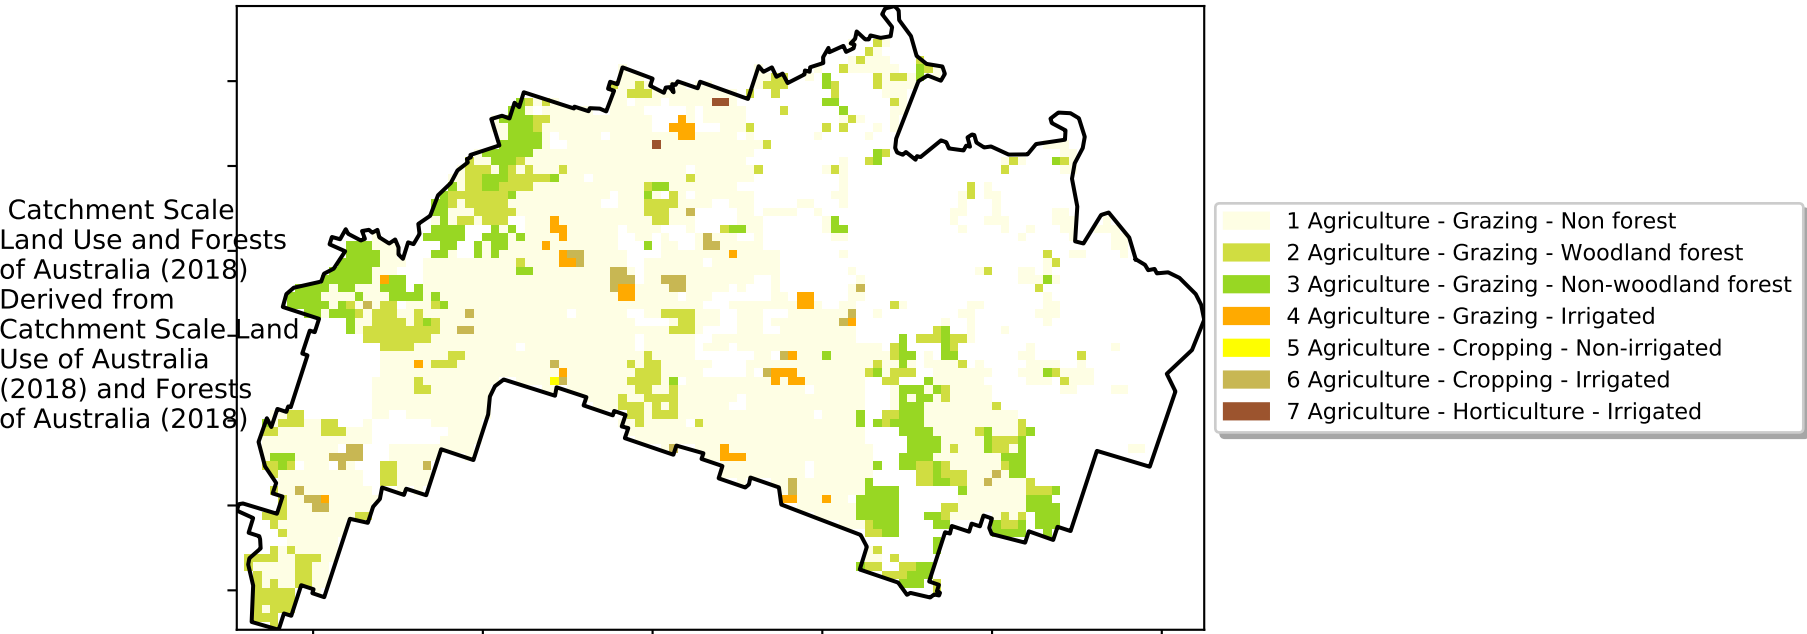 Catchment Scale
Land Use and Forests
of Australia (2018)
Derived from
Catchment Scale Land
Use of Australia
(2018) and Forests
of Australia (2018)
1 Agriculture - Grazing - Non forest
2 Agriculture - Grazing - Woodland forest
3 Agriculture - Grazing - Non-woodland forest
4 Agriculture - Grazing - Irrigated
5 Agriculture - Cropping - Non-irrigated
6 Agriculture - Cropping - Irrigated
7 Agriculture - Horticulture - Irrigated